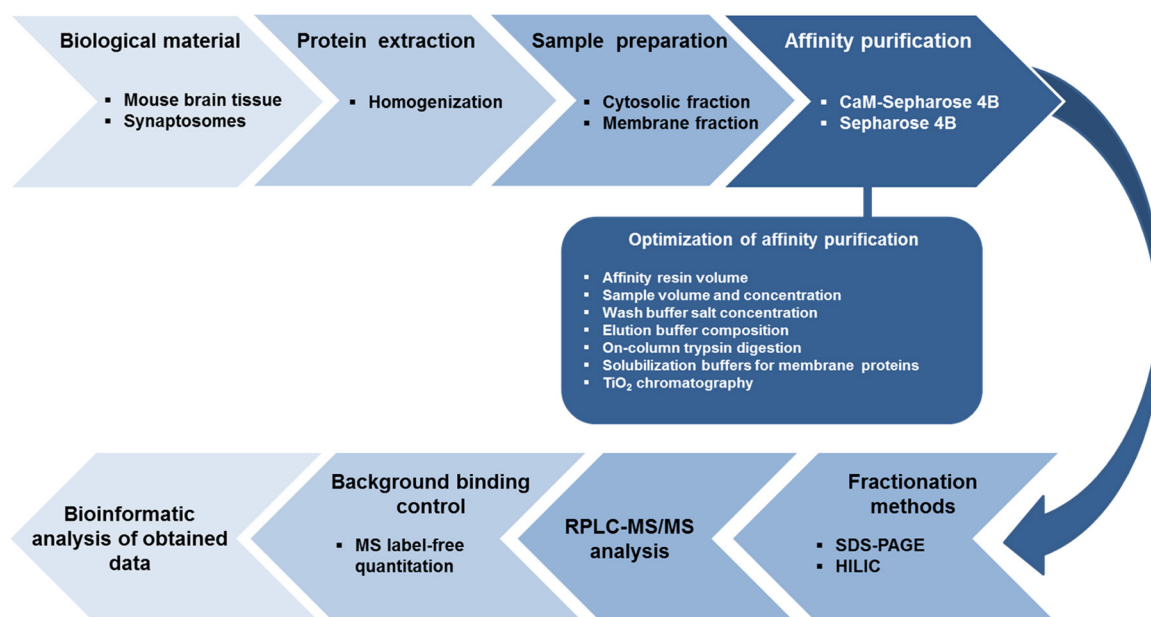 Biological material
▪ Mouse brain tissue
▪ Synaptosomes
Protein extraction
▪ Homogenization
Sample preparation
▪ Cytosolic fraction
▪ Membrane fraction
Affinity purification
▪ CaM-Sepharose 4B
▪ Sepharose 4B
Optimization of affinity purification
▪ Affinity resin volume
▪ Sample volume and concentration
▪ Wash buffer salt concentration
▪ Elution buffer composition
▪ On-column trypsin digestion
▪ Solubilization buffers for membrane proteins
▪ TiO₂ chromatography
Fractionation
methods
▪ SDS-PAGE
▪ HILIC
RPLC-MS/MS
analysis
Background binding
control
▪ MS label-free
quantitation
Bioinformatic
analysis of obtained
data